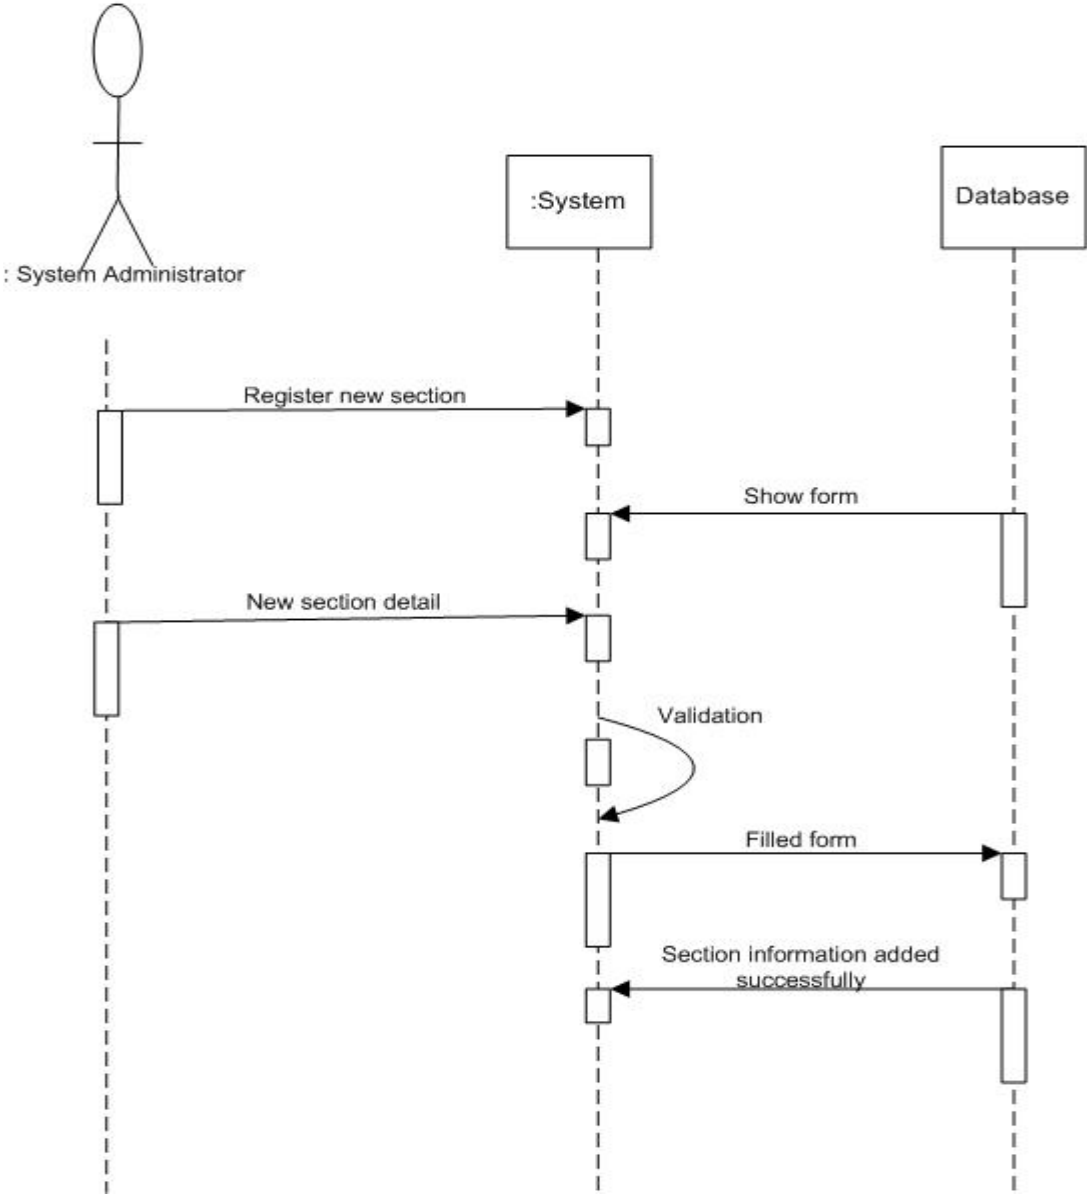 :System
Database
: System Administrator
Register new section
Show form
New section detail
Validation
Filled form
Section information added
successfully